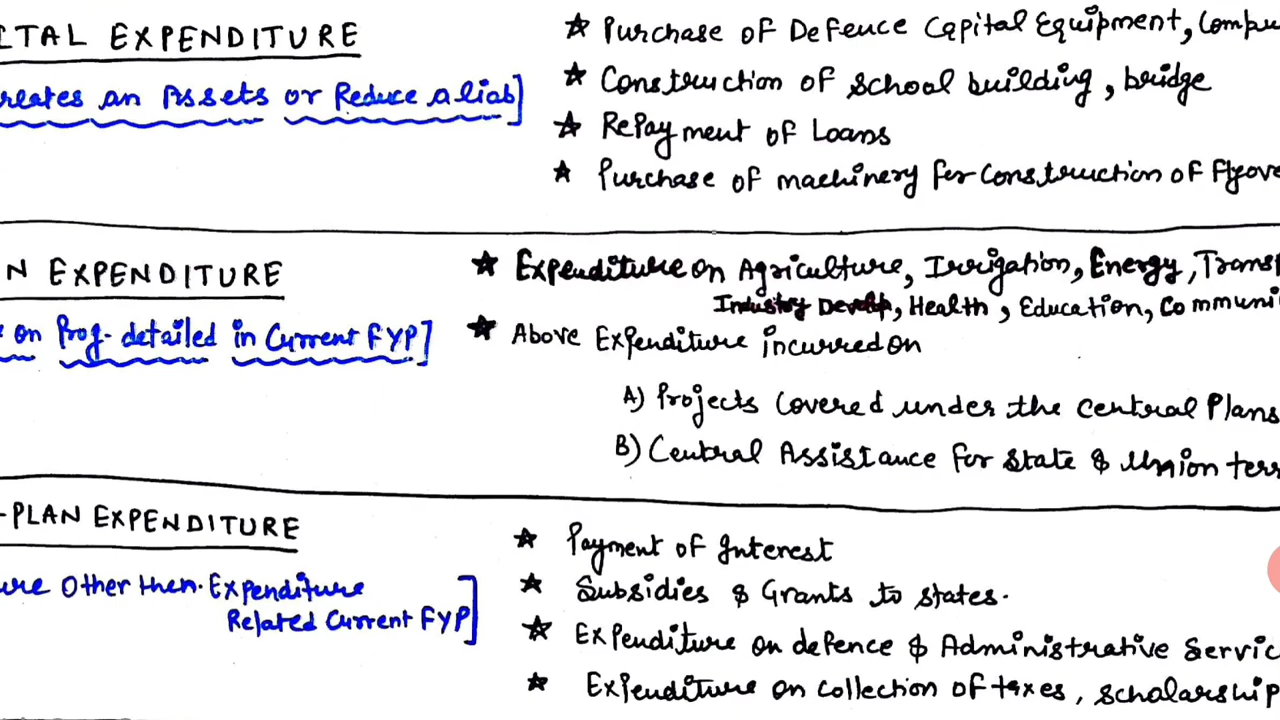 ITAL EXPENDITURE
reates an Assets or Reduce a liab]
★ Purchase of Defence Capital Equipment, Compu
★ Construction of school building, bridge
★ Repayment of Loans
★ Purchase of machinery for Construction of Flyove
N EXPENDITURE
on Prog. detailed in Current FYP]
★ Expenditure on Agriculture, Irrigation, Energy, Transp
Industry Develp, Health, Education, Communi
★ Above Expenditure incurred on
A) Projects Covered under the Central Plans
B) Central Assistance for State & Union terr
-PLAN EXPENDITURE
ure Other then. Expenditure
Related Current FYP]
★ Payment of Interest
★ Subsidies & Grants to States.
★ Expenditure on defence & Administrative Servic
★ Expenditure on collection of taxes, Scholarship